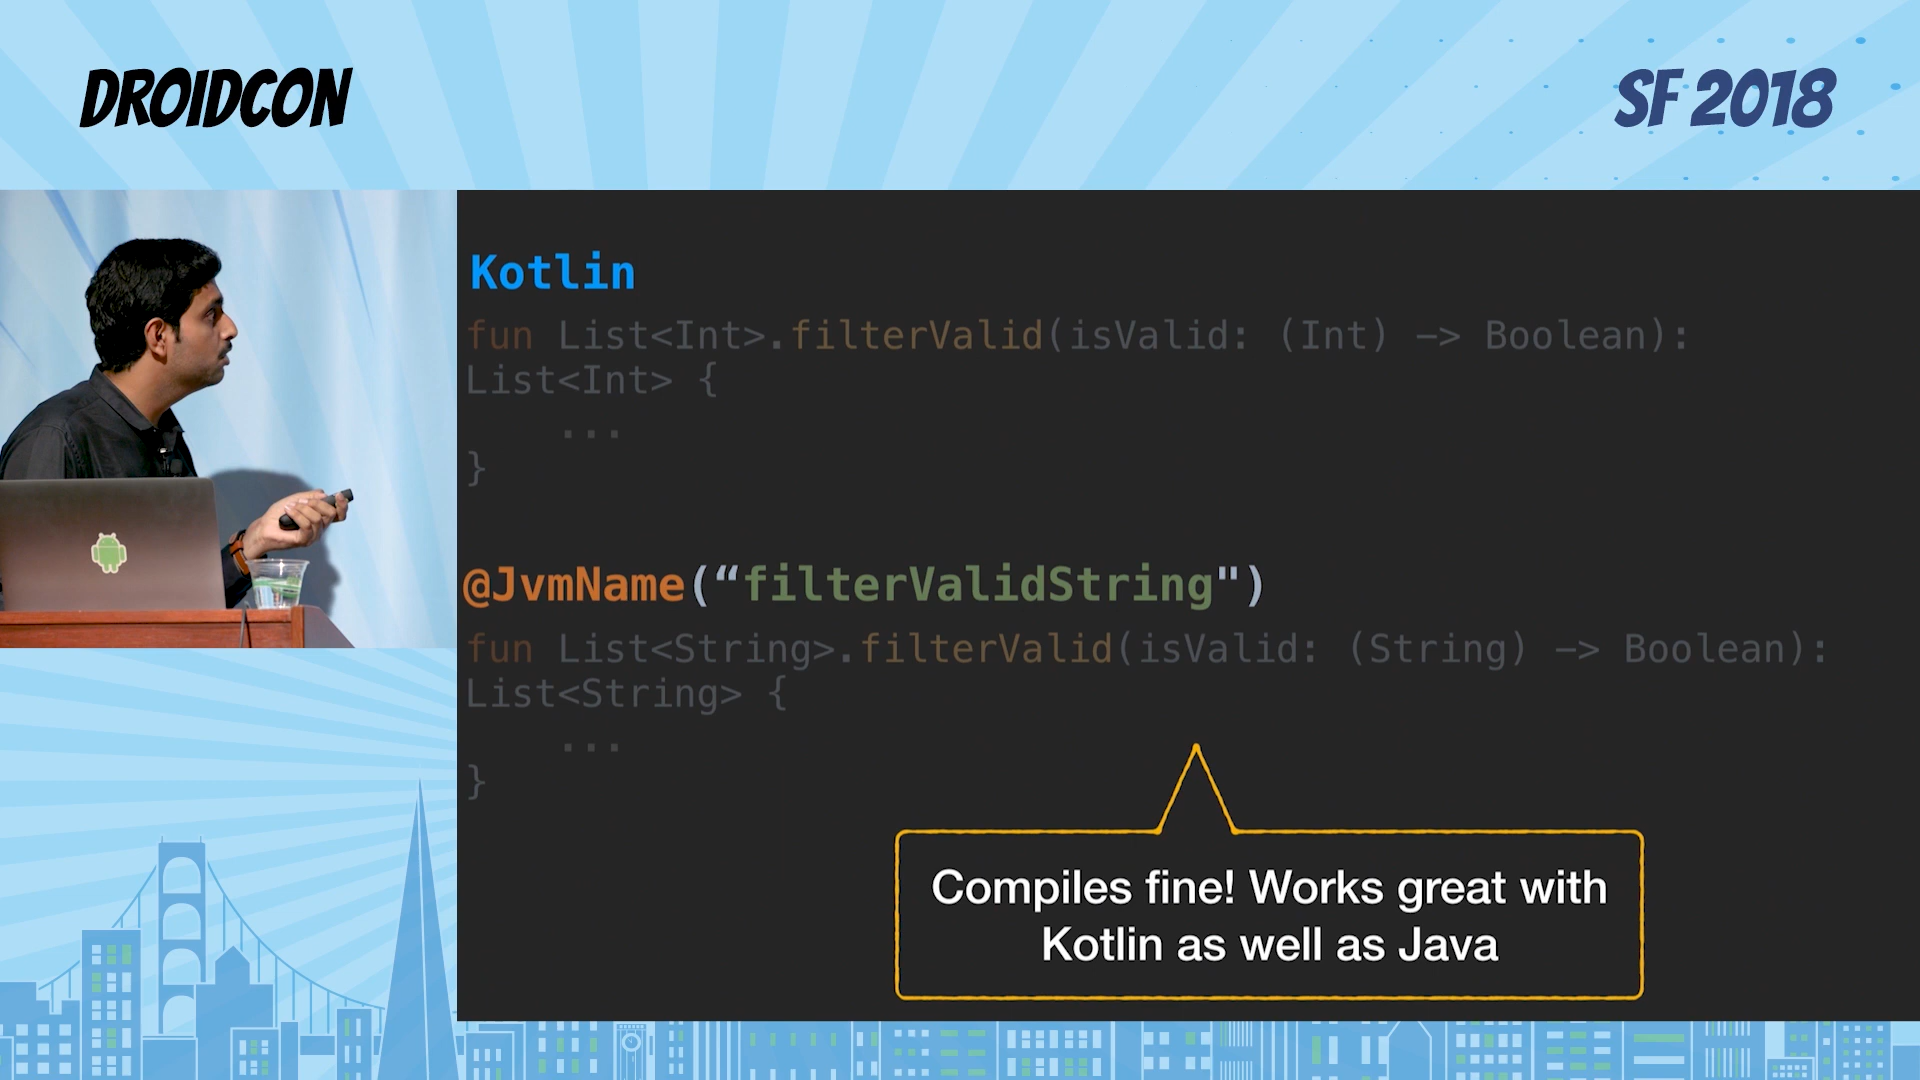 DROIDCON
SF 2018
Kotlin
fun List<Int>.filterValid(isValid: (Int) -> Boolean):
List<Int> {
...
}
@JvmName(“filterValidString")
fun List<String>.filterValid(isValid: (String) -> Boolean):
List<String> {
...
}
Compiles fine! Works great with
Kotlin as well as Java